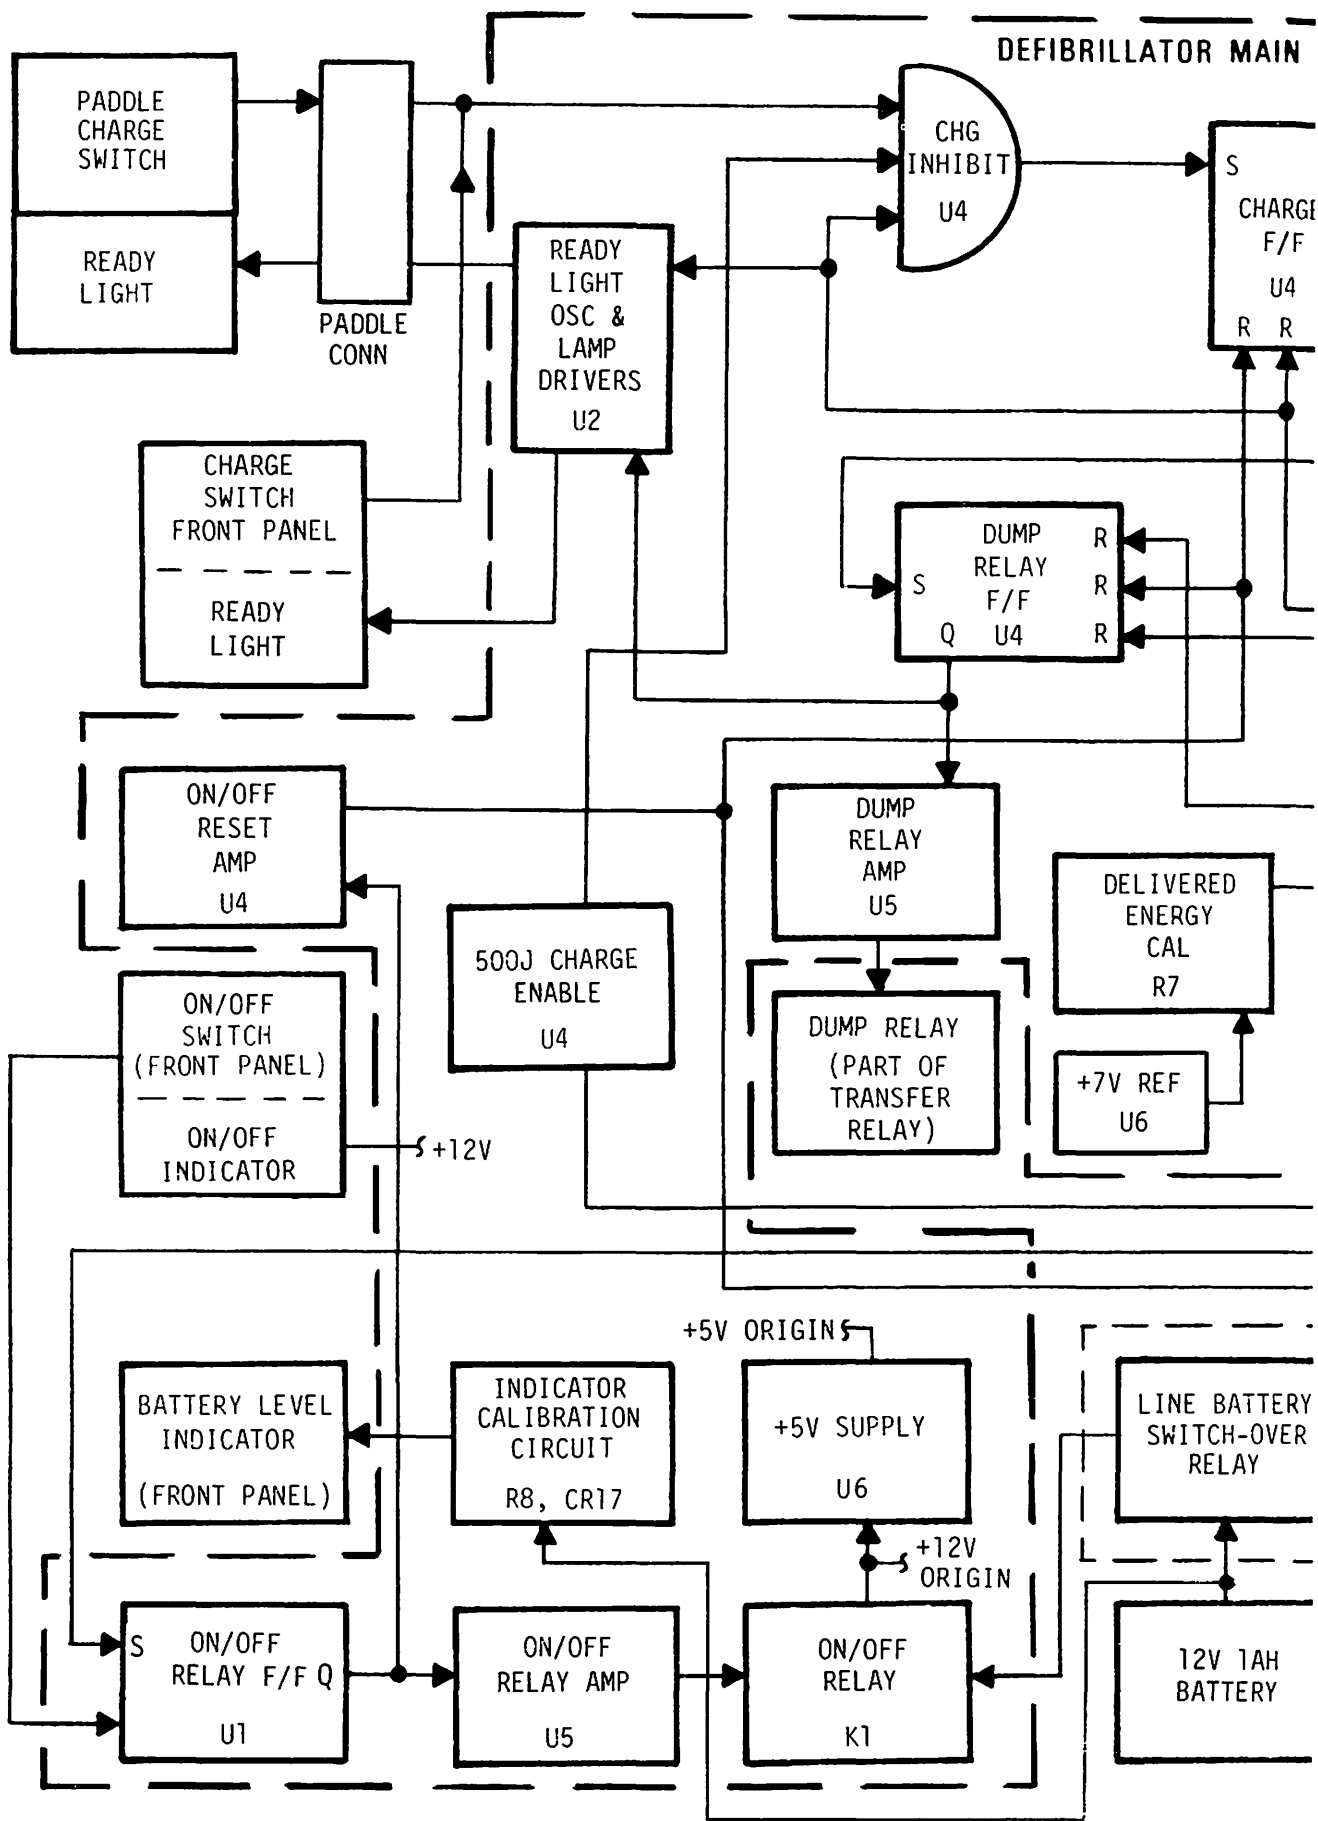 DEFIBRILLATOR MAIN
PADDLE
CHARGE
SWITCH
READY
LIGHT
PADDLE
CONN
CHG
INHIBIT
U4
S
CHARGE
F/F
U4
R R
READY
LIGHT
OSC &
LAMP
DRIVERS
U2
CHARGE
SWITCH
FRONT PANEL
READY
LIGHT
DUMP
RELAY
F/F
U4
S
Q
R
R
R
ON/OFF
RESET
AMP
U4
DUMP
RELAY
AMP
U5
DELIVERED
ENERGY
CAL
R7
500J CHARGE
ENABLE
U4
ON/OFF
SWITCH
(FRONT PANEL)
ON/OFF
INDICATOR
+12V
DUMP RELAY
(PART OF
TRANSFER
RELAY)
+7V REF
U6
+5V ORIGIN
BATTERY LEVEL
INDICATOR
(FRONT PANEL)
INDICATOR
CALIBRATION
CIRCUIT
R8, CR17
+5V SUPPLY
U6
LINE BATTERY
SWITCH-OVER
RELAY
+12V
ORIGIN
S
ON/OFF
RELAY F/F Q
U1
ON/OFF
RELAY AMP
U5
ON/OFF
RELAY
K1
12V 1AH
BATTERY